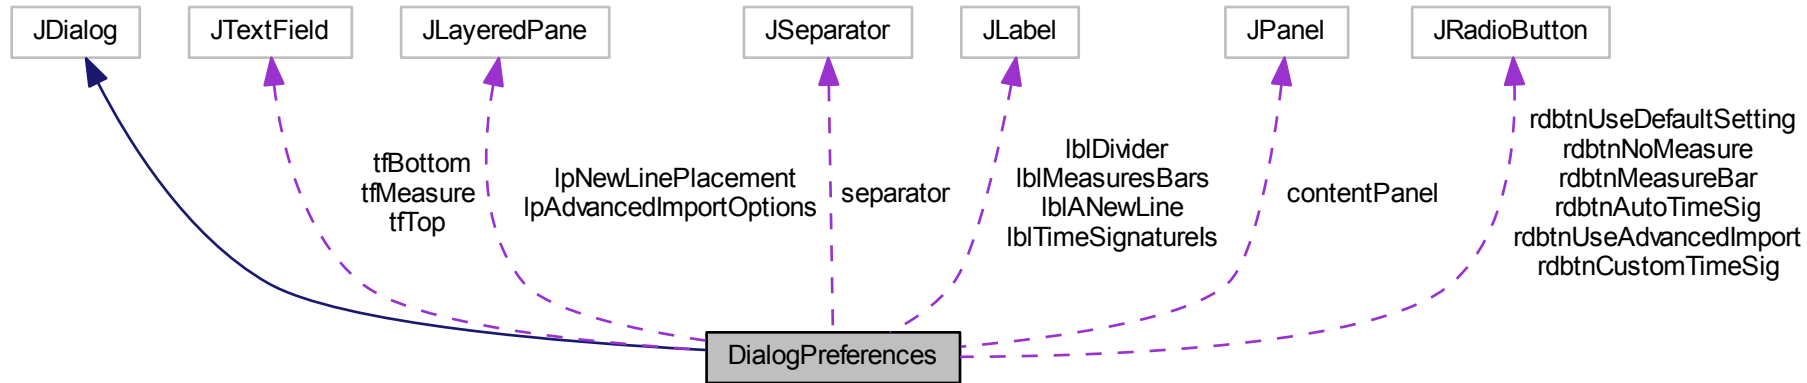 JDialog
JTextField
JLayeredPane
JSeparator
JLabel
JPanel
JRadioButton
tfBottom
tfMeasure
tfTop
lpNewLinePlacement
lpAdvancedImportOptions
separator
lblDivider
lblMeasuresBars
lblANewLine
lblTimeSignatureIs
contentPanel
rdbtnUseDefaultSetting
rdbtnNoMeasure
rdbtnMeasureBar
rdbtnAutoTimeSig
rdbtnUseAdvancedImport
rdbtnCustomTimeSig
DialogPreferences